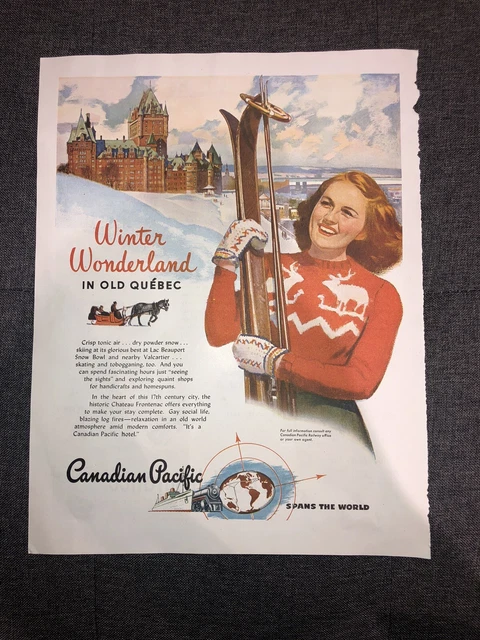 Winter
Wonderland
IN OLD QUÉBEC
Crisp tonic air . . . dry powder snow . . .
skiing at its glorious best at Lac Beauport
Snow Bowl and nearby Valcartier . . .
skating and tobogganing, too. And you
can spend fascinating hours just "seeing
the sights" and exploring quaint shops
for handicrafts and homespuns.
In the heart of this 17th century city, the
historic Chateau Frontenac offers everything
to make your stay complete. Gay social life,
blazing log fires—relaxation in an old world
atmosphere amid modern comforts. "It's a
Canadian Pacific hotel."
For full information consult any
Canadian Pacific Railway office
or your own agent.
Canadian Pacific
SPANS THE WORLD